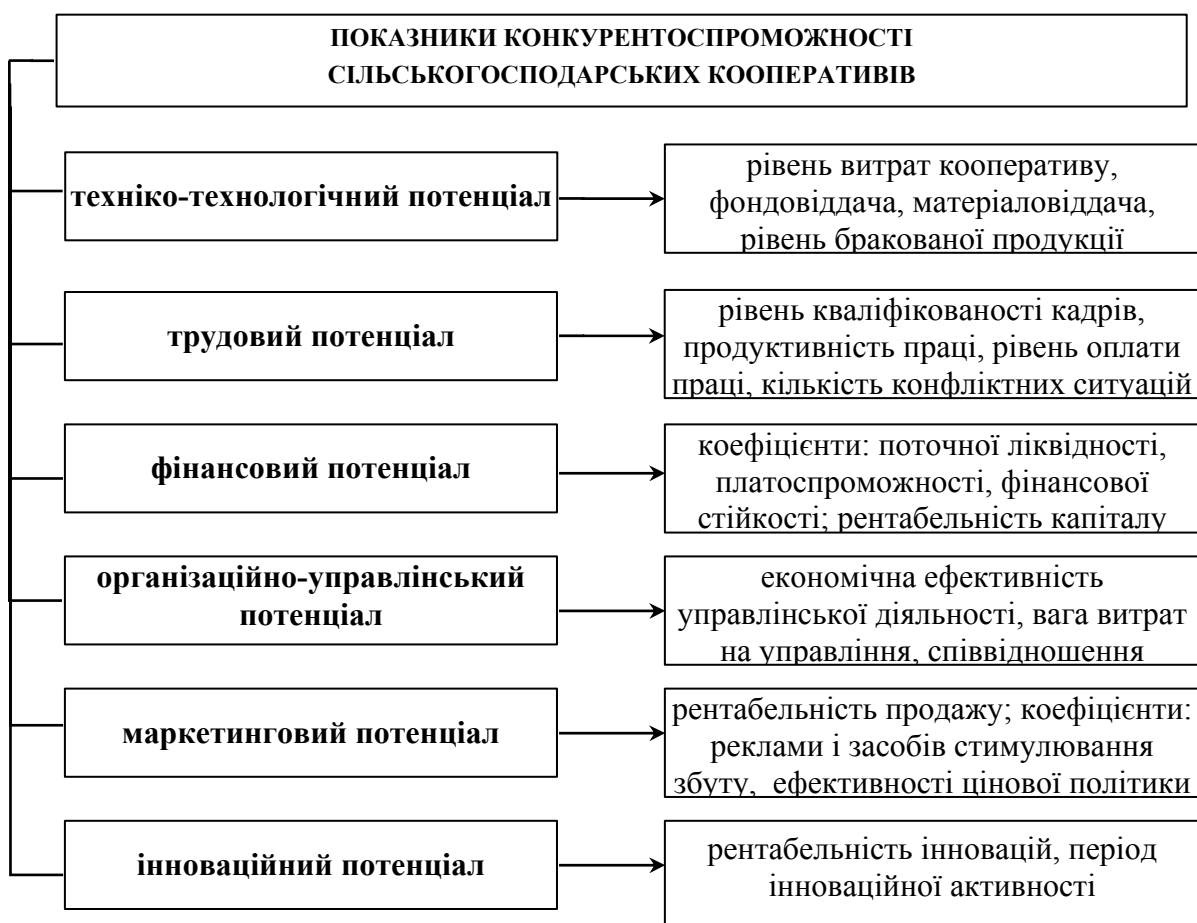 ПОКАЗНИКИ КОНКУРЕНТОСПРОМОЖНОСТІ
СІЛЬСЬКОГОСПОДАРСЬКИХ КООПЕРАТИВІВ
техніко-технологічний потенціал
рівень витрат кооперативу,
фондовіддача, матеріаловіддача,
рівень бракованої продукції
трудовий потенціал
рівень кваліфікованості кадрів,
продуктивність праці, рівень оплати
праці, кількість конфліктних ситуацій
фінансовий потенціал
коефіцієнти: поточної ліквідності,
платоспроможності, фінансової
стійкості; рентабельність капіталу
організаційно-управлінський
потенціал
економічна ефективність
управлінської діяльності, вага витрат
на управління, співвідношення
маркетинговий потенціал
рентабельність продажу; коефіцієнти:
реклами і засобів стимулювання
збуту, ефективності цінової політики
інноваційний потенціал
рентабельність інновацій, період
інноваційної активності